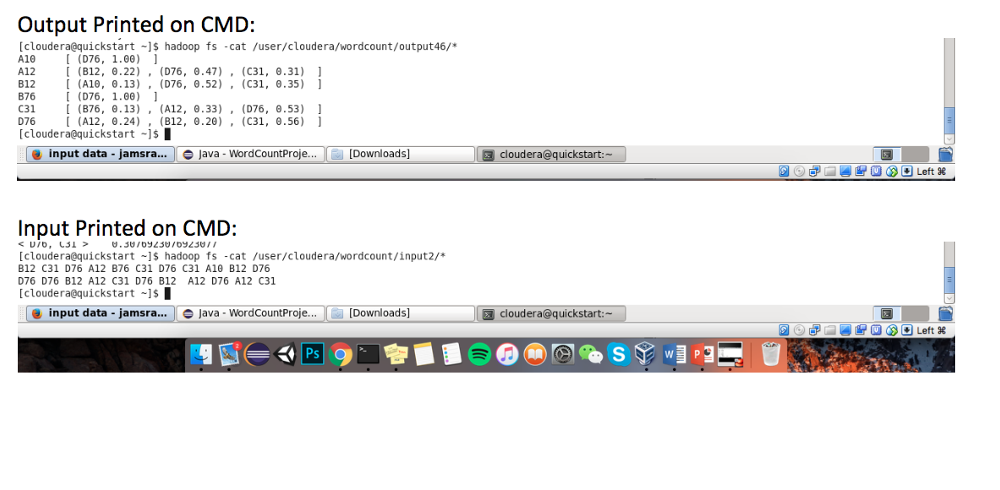 Output Printed on CMD:
[cloudera@quickstart ~]$ hadoop fs -cat /user/cloudera/wordcount/output46/*
A10 [ (D76, 1.00) ]
A12 [ (B12, 0.22) , (D76, 0.47) , (C31, 0.31) ]
B12 [ (A10, 0.13) , (D76, 0.52) , (C31, 0.35) ]
B76 [ (D76, 1.00) ]
C31 [ (B76, 0.13) , (A12, 0.33) , (D76, 0.53) ]
D76 [ (A12, 0.24) , (B12, 0.20) , (C31, 0.56) ]
[cloudera@quickstart ~]$
input data - jamsra... Java - WordCountProje... [Downloads] cloudera@quickstart:~
Left ⌘
Input Printed on CMD:
< D76, C31 > 0.3076923076923077
[cloudera@quickstart ~]$ hadoop fs -cat /user/cloudera/wordcount/input2/*
B12 C31 D76 A12 B76 C31 D76 C31 A10 B12 D76
D76 D76 B12 A12 C31 D76 B12 A12 D76 A12 C31
[cloudera@quickstart ~]$
input data - jamsra... Java - WordCountProje... [Downloads] cloudera@quickstart:~
Left ⌘
2 Ps >_ S W P